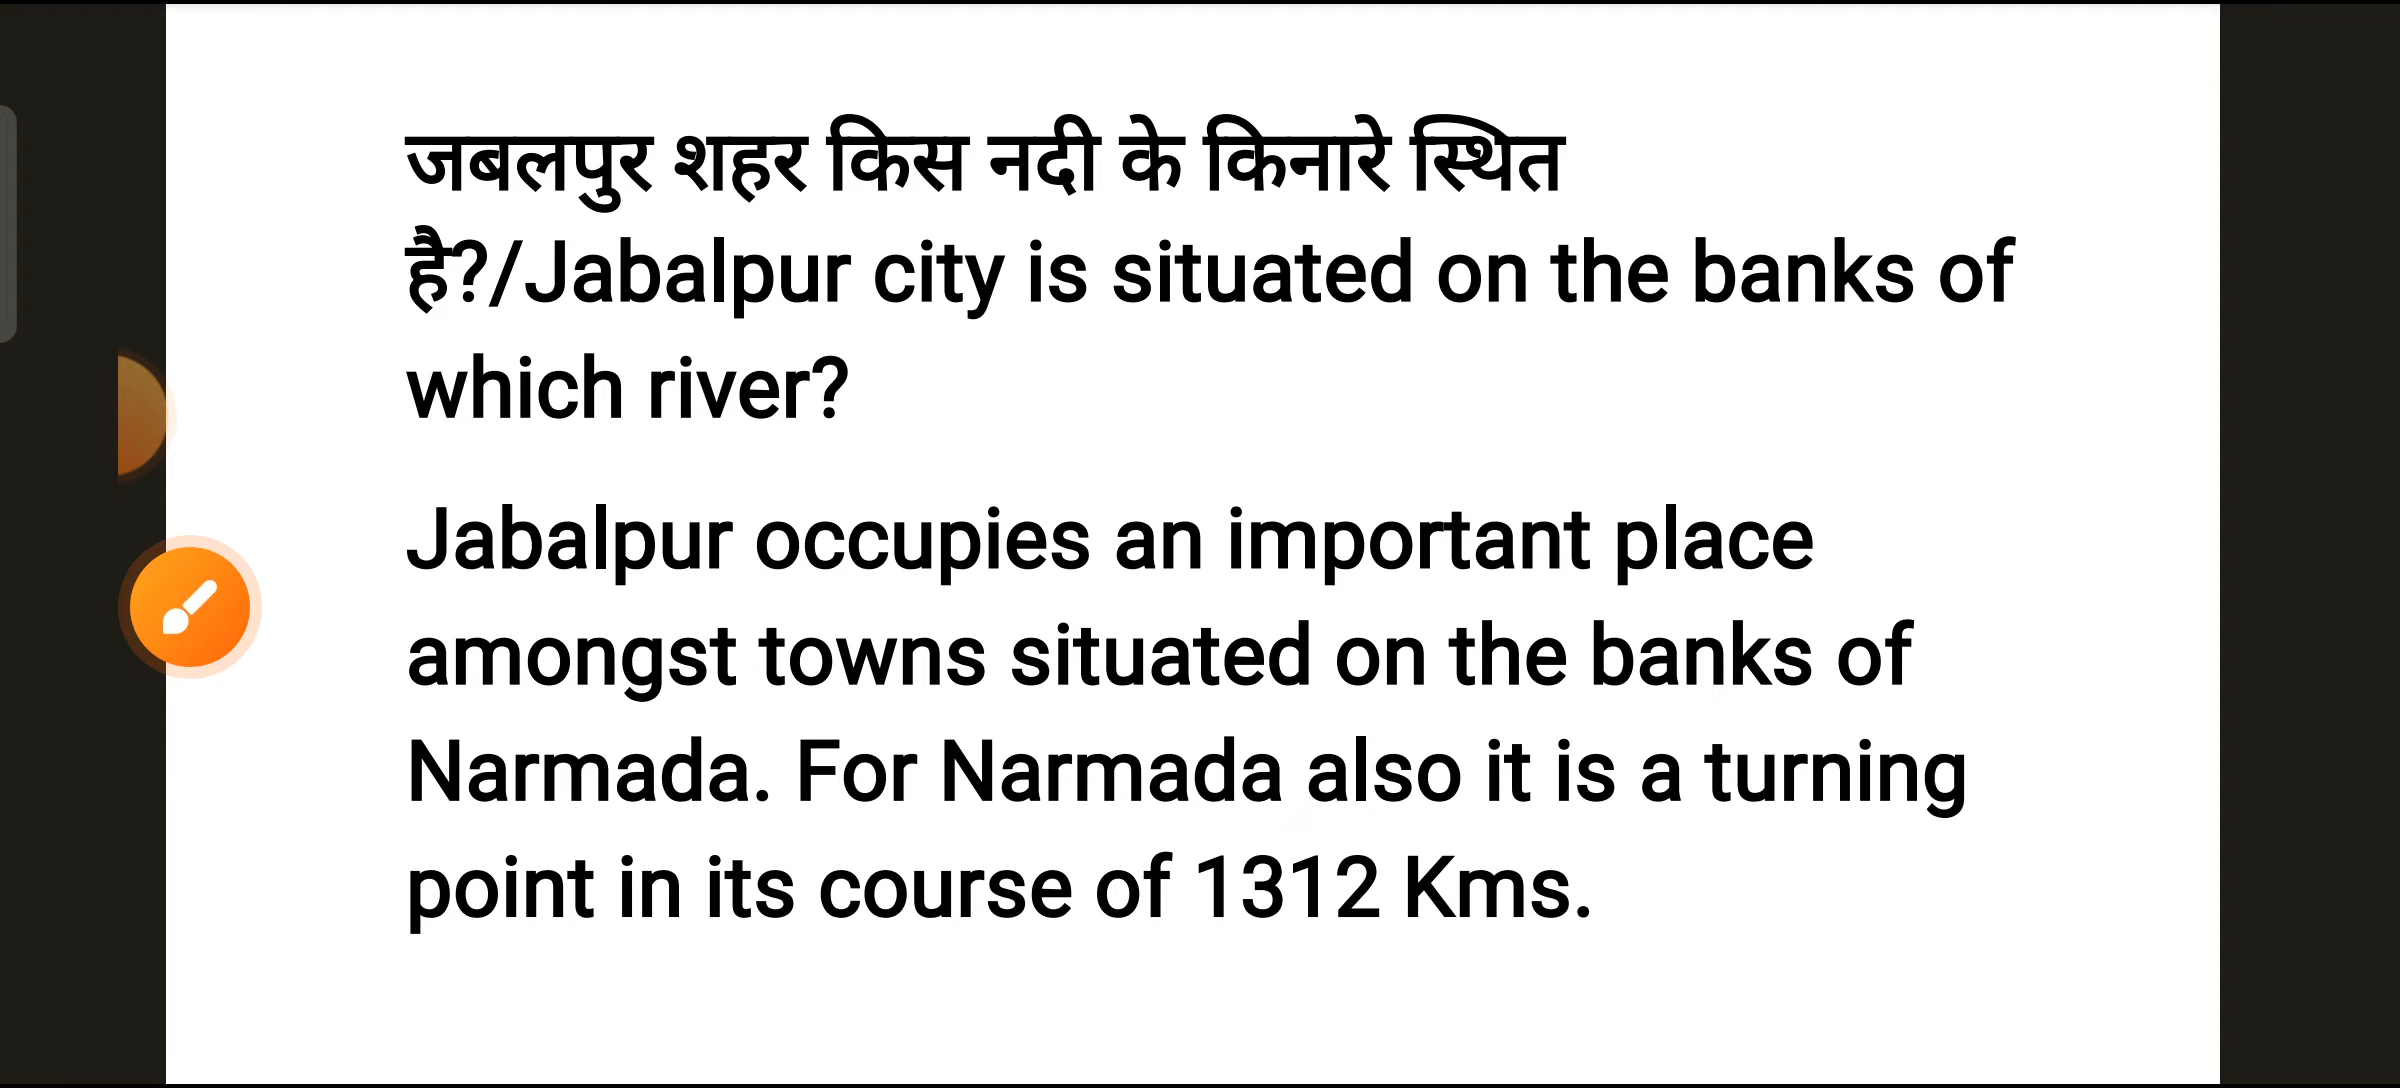 जबलपुर शहर किस नदी के किनारे स्थित
है?/Jabalpur city is situated on the banks of
which river?
Jabalpur occupies an important place
amongst towns situated on the banks of
Narmada. For Narmada also it is a turning
point in its course of 1312 Kms.